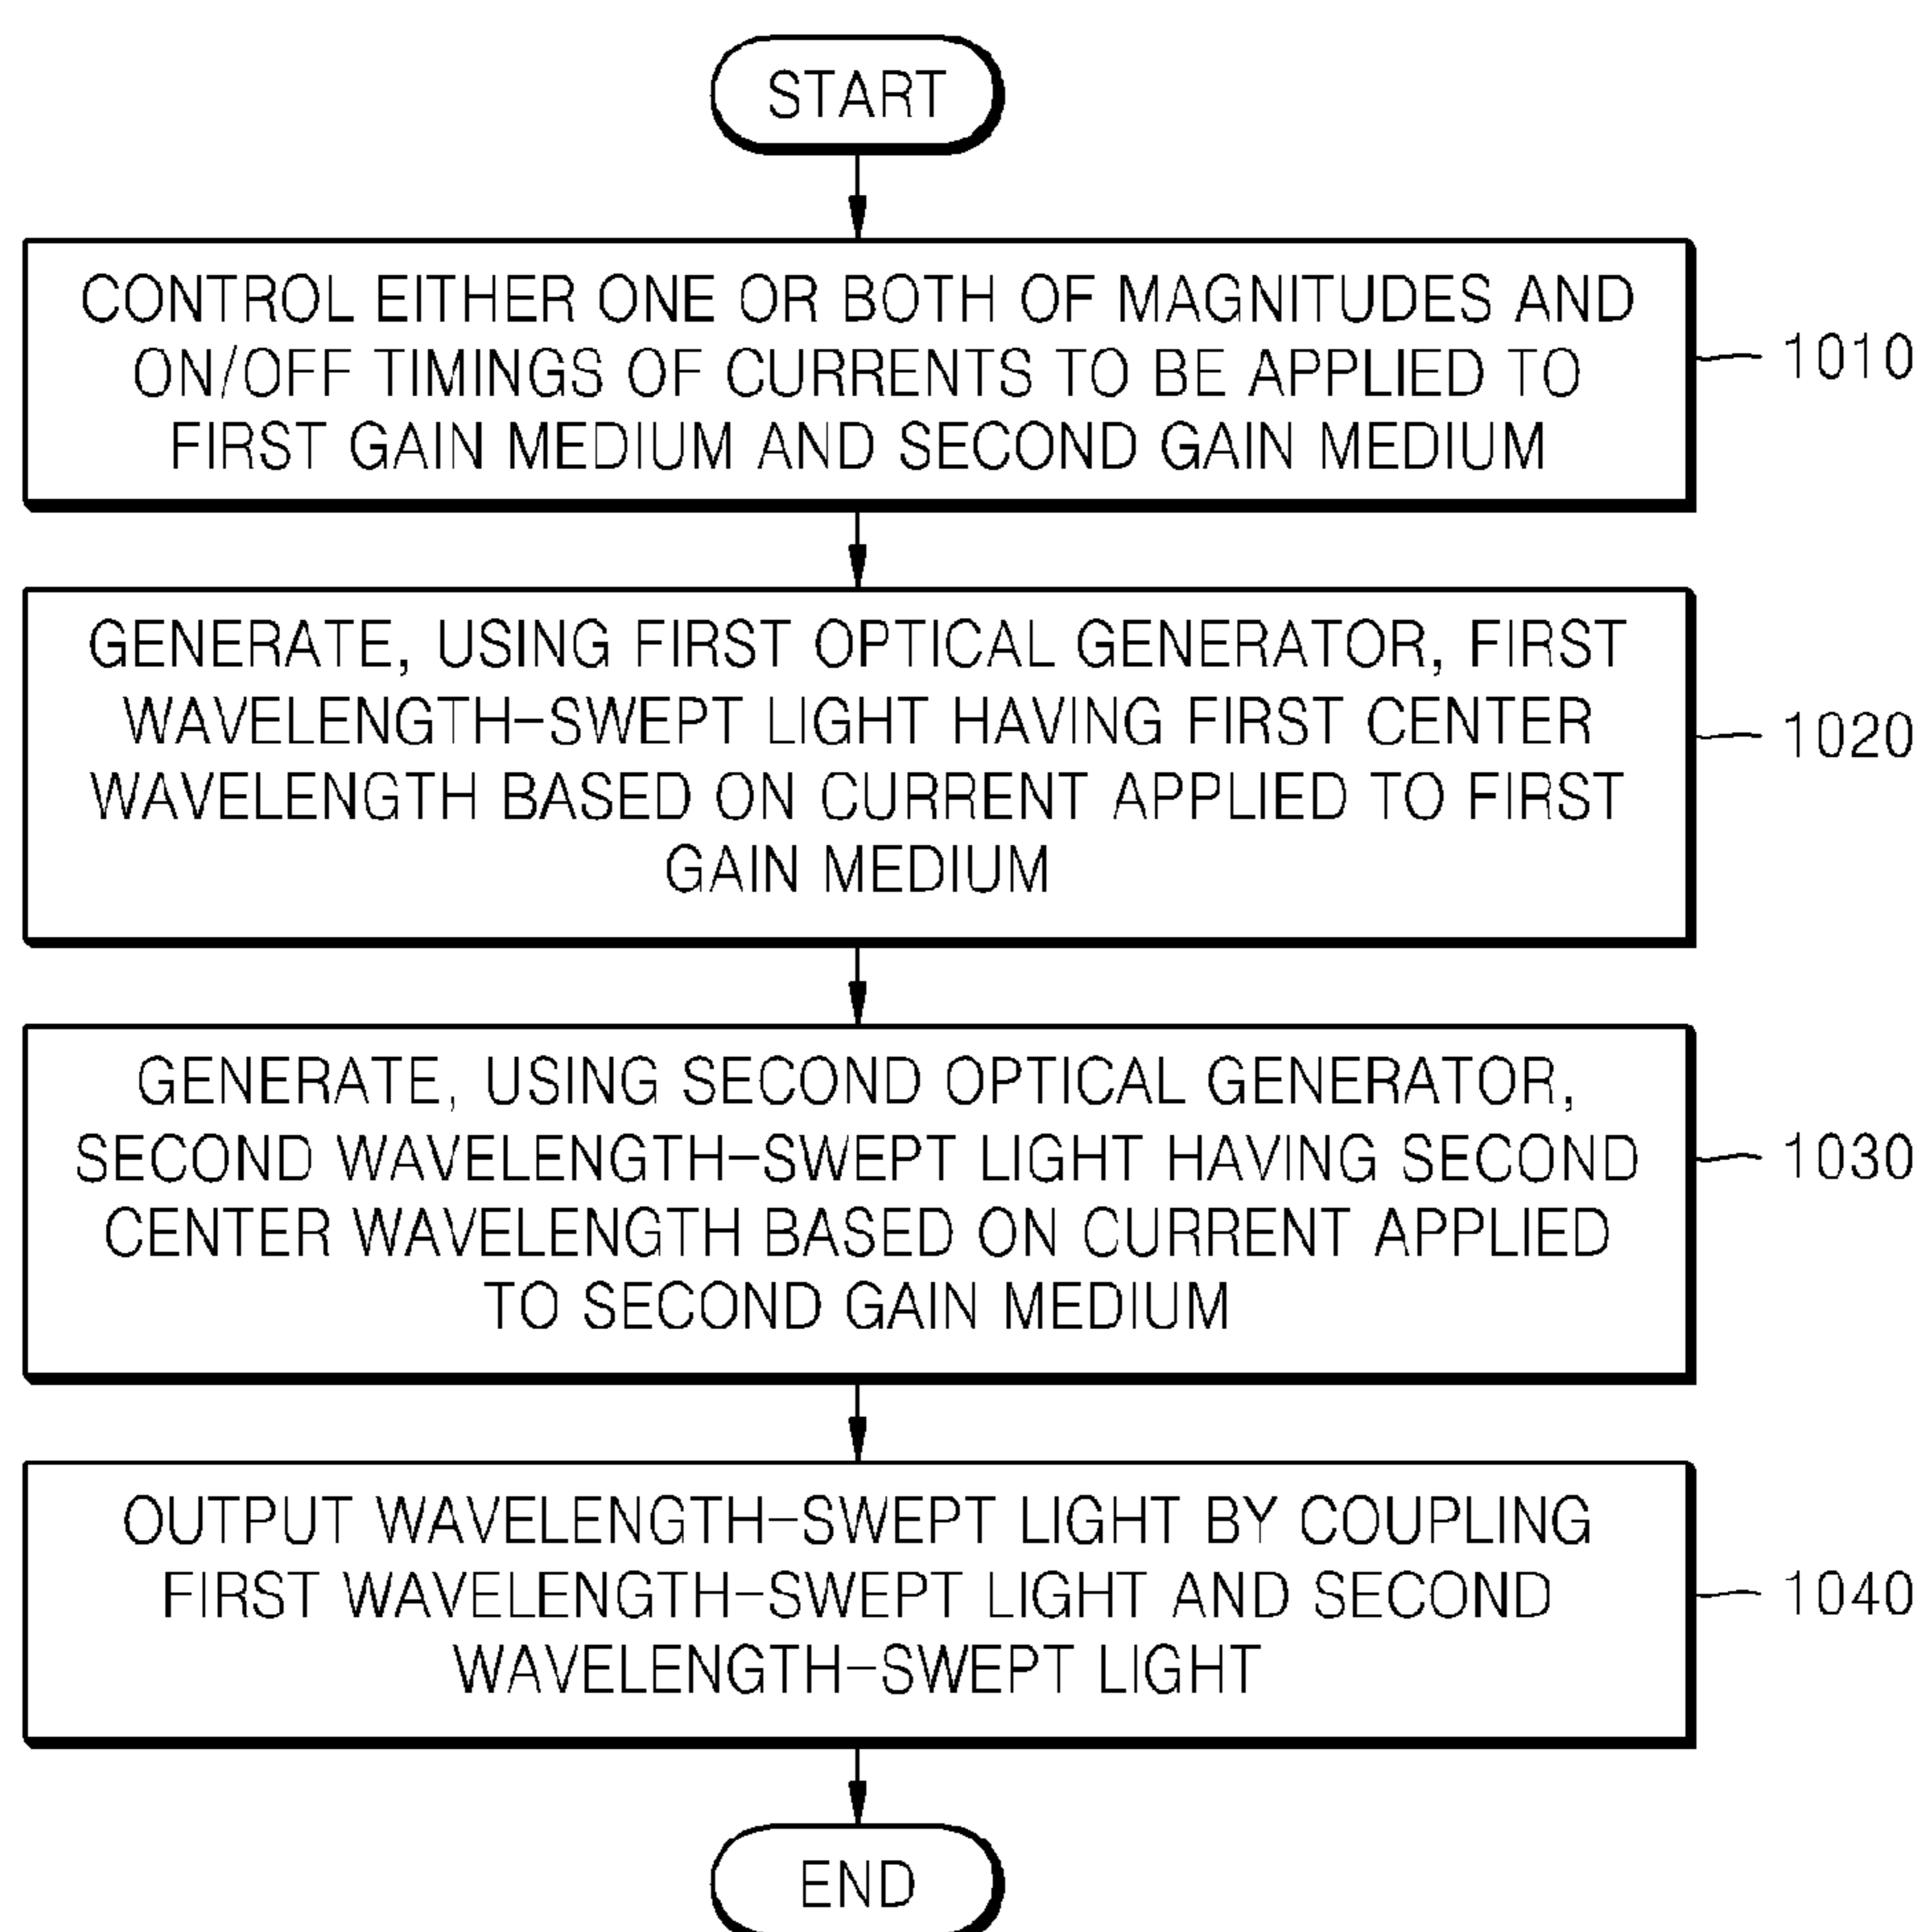 START
CONTROL EITHER ONE OR BOTH OF MAGNITUDES AND
ON/OFF TIMINGS OF CURRENTS TO BE APPLIED TO
FIRST GAIN MEDIUM AND SECOND GAIN MEDIUM
1010
GENERATE, USING FIRST OPTICAL GENERATOR, FIRST
WAVELENGTH-SWEPT LIGHT HAVING FIRST CENTER
WAVELENGTH BASED ON CURRENT APPLIED TO FIRST
GAIN MEDIUM
1020
GENERATE, USING SECOND OPTICAL GENERATOR,
SECOND WAVELENGTH-SWEPT LIGHT HAVING SECOND
CENTER WAVELENGTH BASED ON CURRENT APPLIED
TO SECOND GAIN MEDIUM
1030
OUTPUT WAVELENGTH-SWEPT LIGHT BY COUPLING
FIRST WAVELENGTH-SWEPT LIGHT AND SECOND
WAVELENGTH-SWEPT LIGHT
1040
END